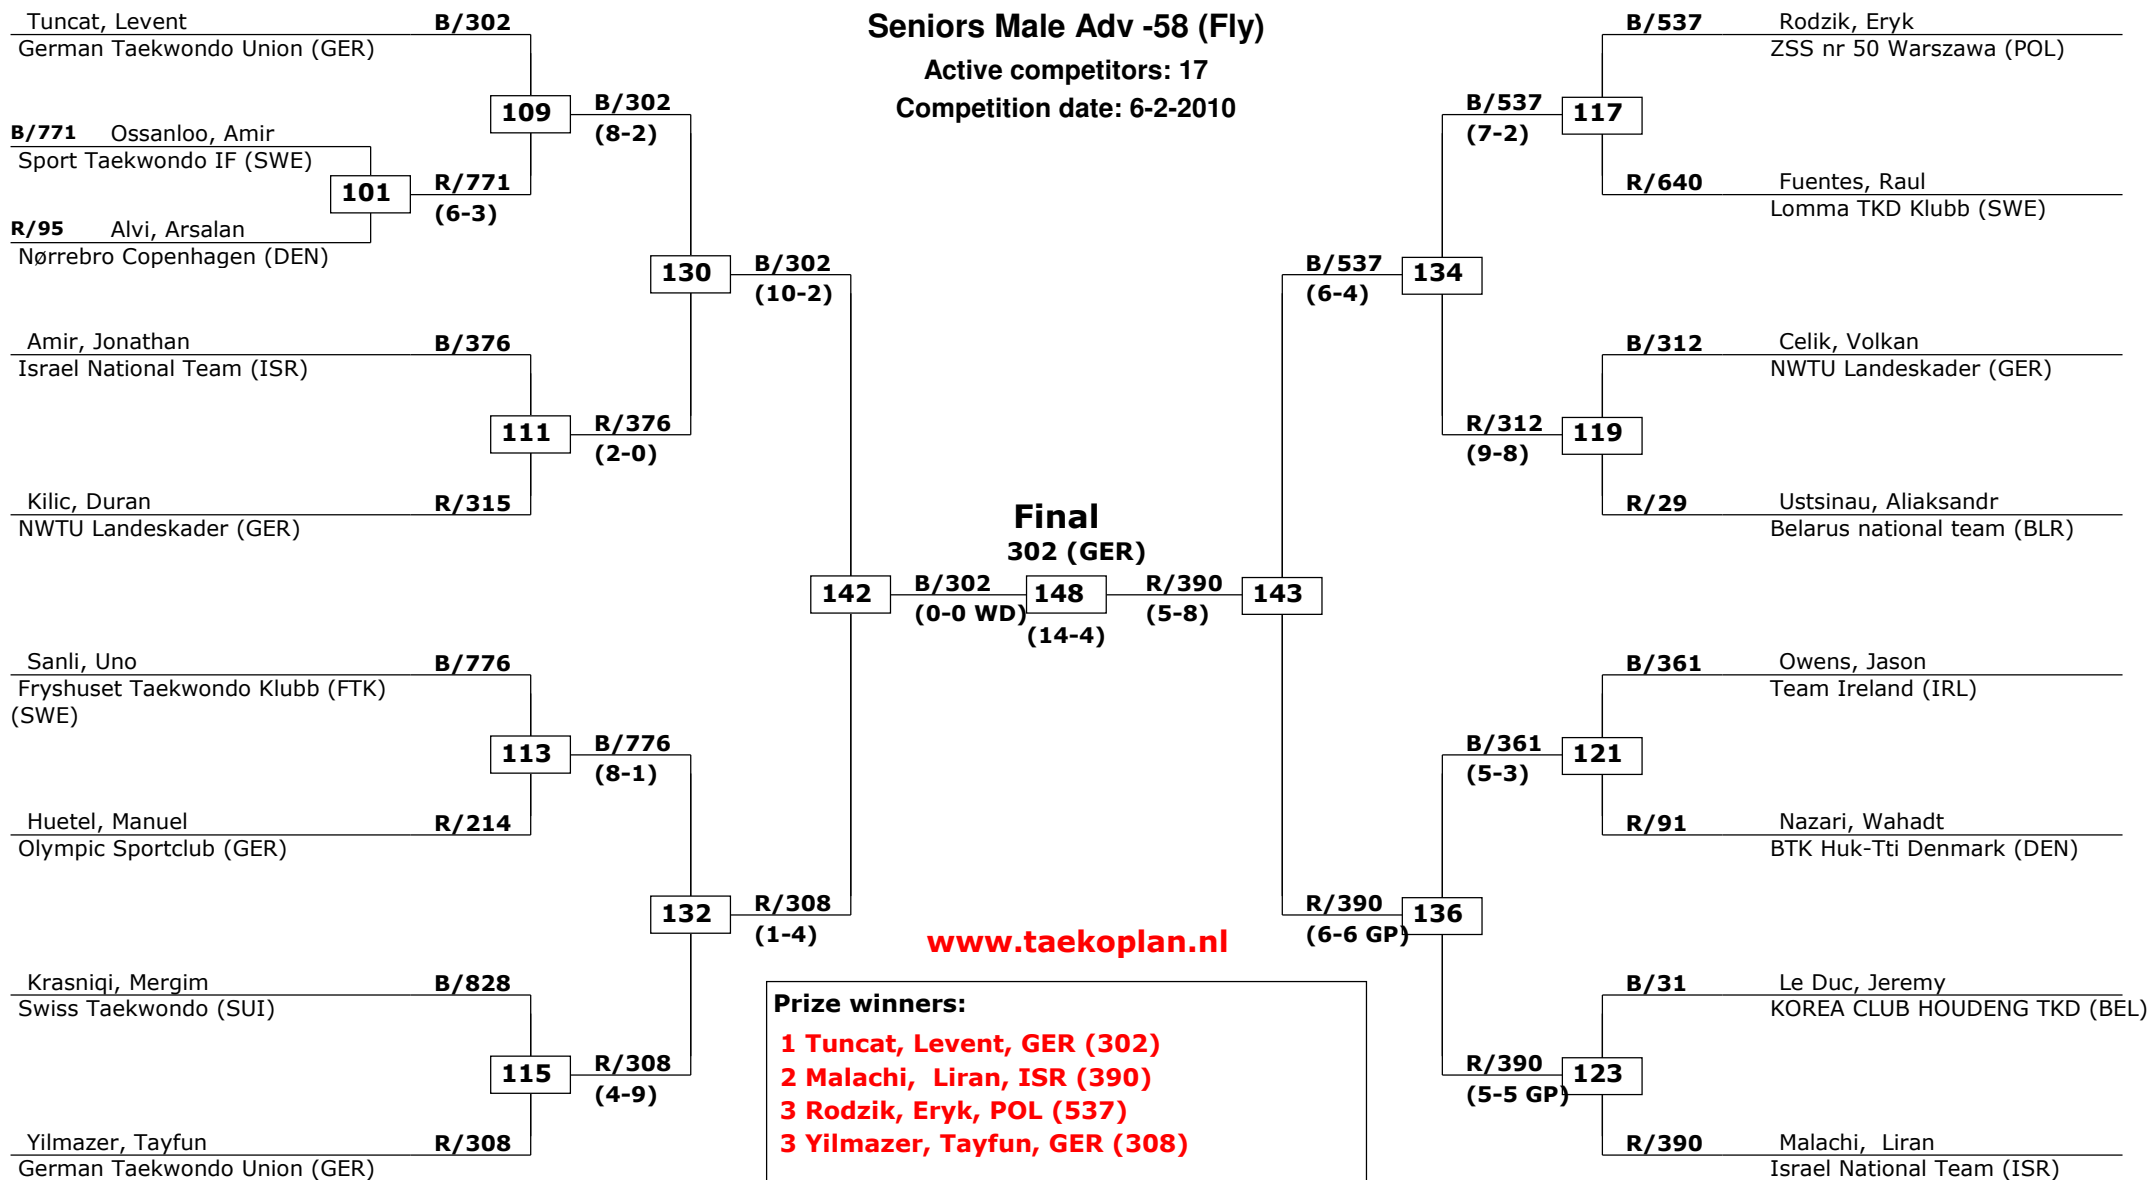 Seniors Male Adv -58 (Fly)
Active competitors: 17
Competition date: 6-2-2010
Tuncat, Levent B/302
German Taekwondo Union (GER)
109
B/302
(8-2)
B/771 Ossanloo, Amir
Sport Taekwondo IF (SWE)
101
R/771
(6-3)
R/95 Alvi, Arsalan
Nørrebro Copenhagen (DEN)
130
B/302
(10-2)
Amir, Jonathan B/376
Israel National Team (ISR)
111
R/376
(2-0)
Kilic, Duran R/315
NWTU Landeskader (GER)
142
B/302
(0-0 WD)
Sanli, Uno B/776
Fryshuset Taekwondo Klubb (FTK)
(SWE)
113
B/776
(8-1)
Huetel, Manuel R/214
Olympic Sportclub (GER)
132
R/308
(1-4)
Krasniqi, Mergim B/828
Swiss Taekwondo (SUI)
115
R/308
(4-9)
Yilmazer, Tayfun R/308
German Taekwondo Union (GER)
Final
302 (GER)
148
(14-4)
B/537 Rodzik, Eryk
ZSS nr 50 Warszawa (POL)
B/537
(7-2)
117
R/640 Fuentes, Raul
Lomma TKD Klubb (SWE)
B/537
(6-4)
134
B/312 Celik, Volkan
NWTU Landeskader (GER)
R/312
(9-8)
119
R/29 Ustsinau, Aliaksandr
Belarus national team (BLR)
R/390
(5-8)
143
B/361 Owens, Jason
Team Ireland (IRL)
B/361
(5-3)
121
R/91 Nazari, Wahadt
BTK Huk-Tti Denmark (DEN)
R/390
(6-6 GP)
136
B/31 Le Duc, Jeremy
KOREA CLUB HOUDENG TKD (BEL)
R/390
(5-5 GP)
123
R/390 Malachi, Liran
Israel National Team (ISR)
www.taekoplan.nl
Prize winners:
1 Tuncat, Levent, GER (302)
2 Malachi, Liran, ISR (390)
3 Rodzik, Eryk, POL (537)
3 Yilmazer, Tayfun, GER (308)